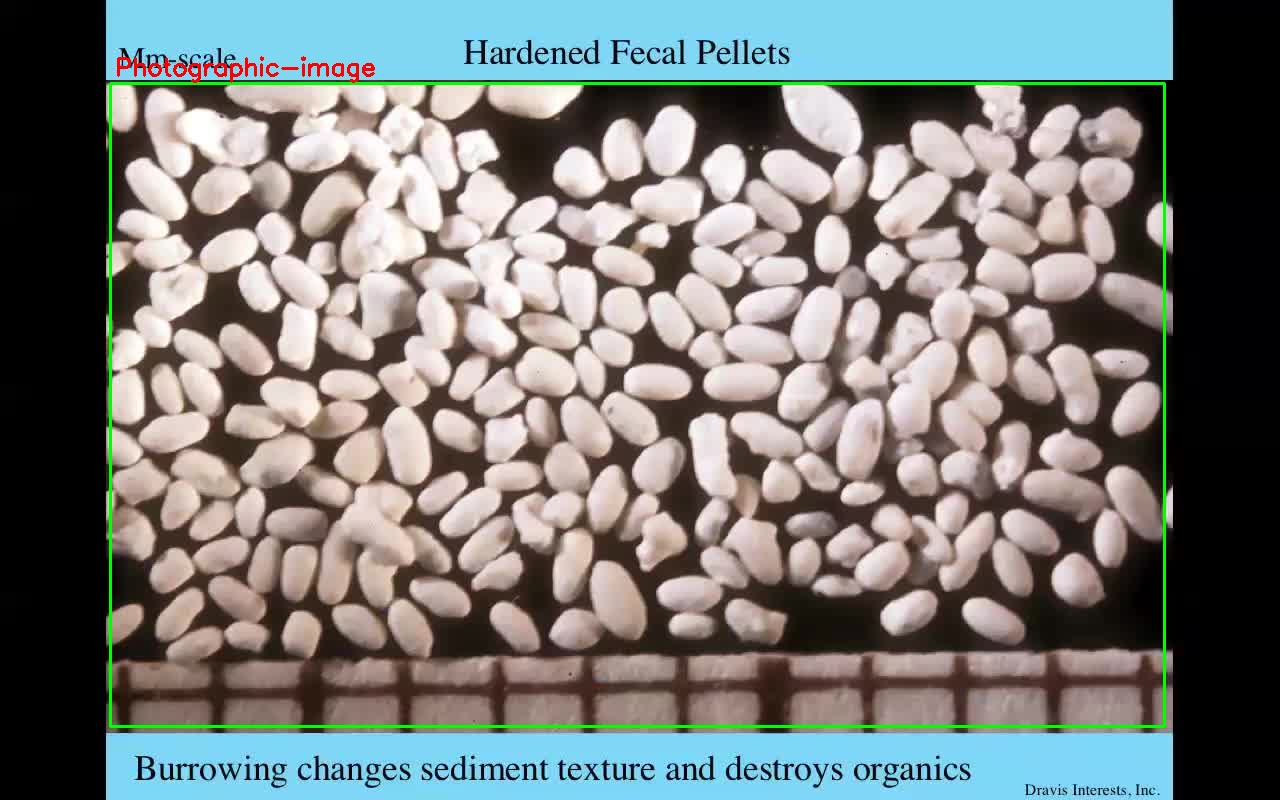 Hardened Fecal Pellets
Mm-scale
Photographic-image
Burrowing changes sediment texture and destroys organics
Dravis Interests, Inc.